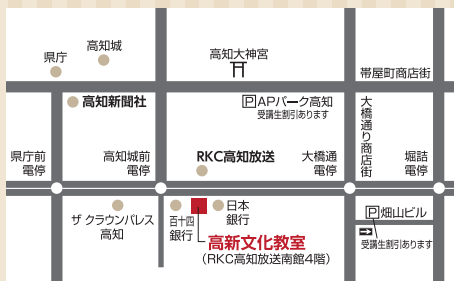 高知城
県庁
高知大神宮
帯屋町商店街
高知新聞社
P APパーク高知
受講生割引あります
大橋通り商店街
県庁前
電停
高知城前
電停
RKC高知放送
大橋通
電停
堀詰
電停
ザ クラウンパレス
高知
百十四
銀行
日本
銀行
P 畑山ビル
受講生割引あります
高新文化教室
(RKC高知放送南館4階)